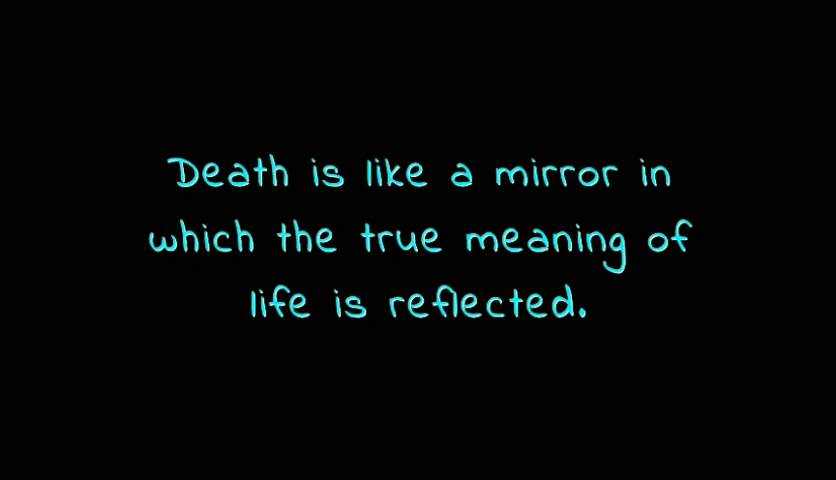 Death is like a mirror in
which the true meaning of
life is reflected.